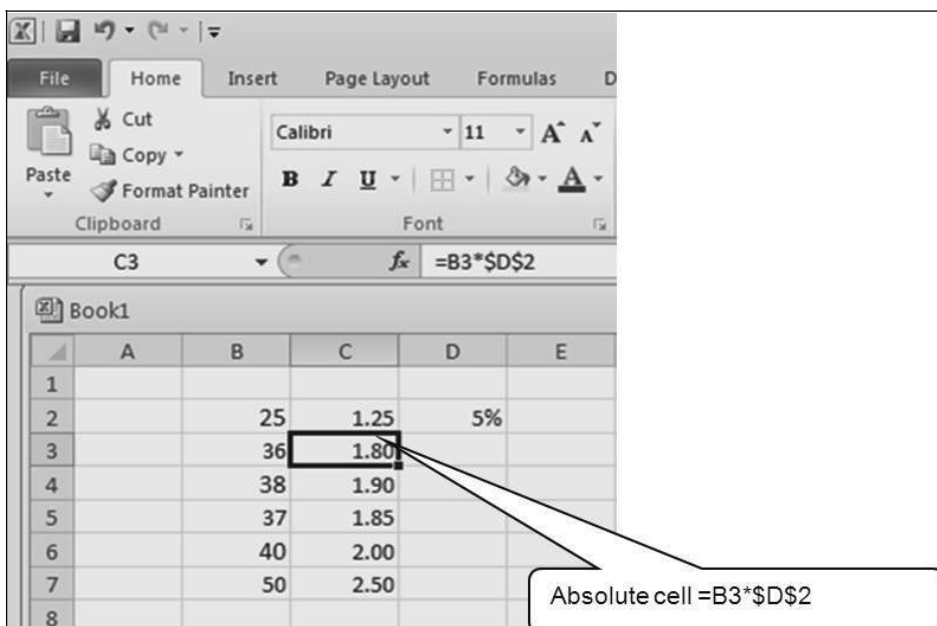 File Home Insert Page Layout Formulas D
Cut
Calibri 11 A A
Copy
Paste
B I U A
Format Painter
Clipboard Font
C3 fx =B3*$D$2
Book1
A B C D E
1
2 25 1.25 5%
3 36 1.80
4 38 1.90
5 37 1.85
6 40 2.00
7 50 2.50
Absolute cell =B3*$D$2
8